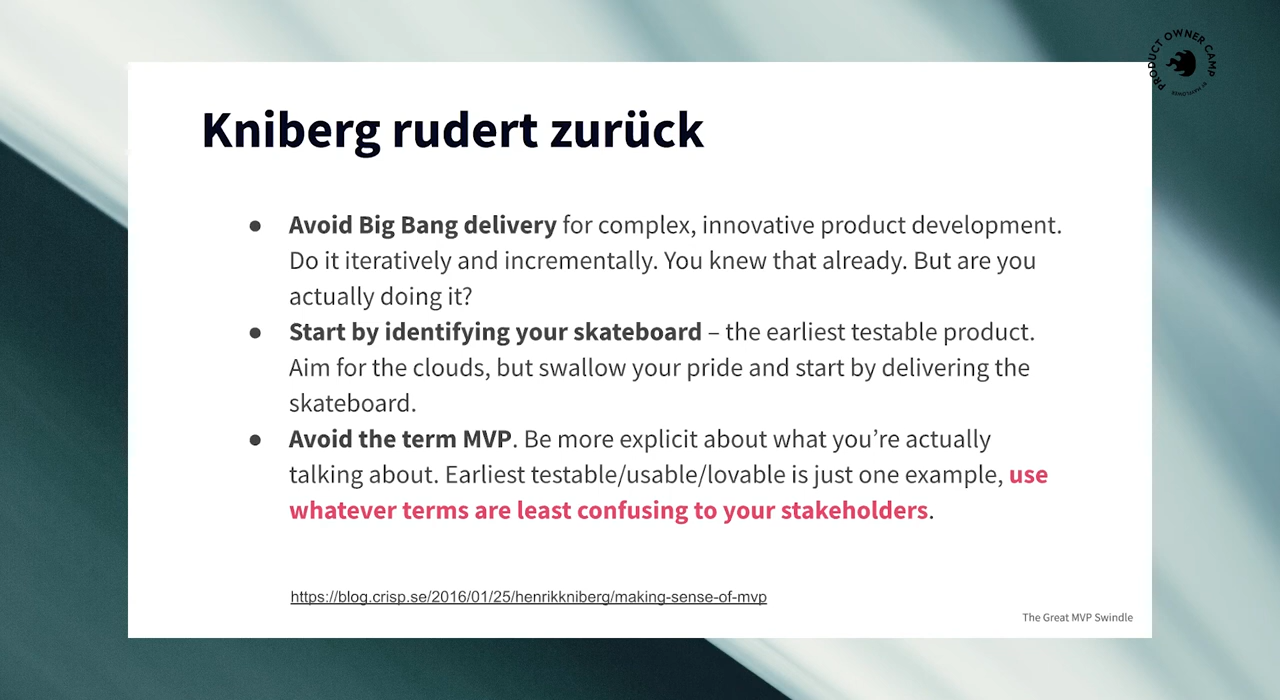 PRODUCT OWNER CAMP
Kniberg rudert zurück
● Avoid Big Bang delivery for complex, innovative product development.
Do it iteratively and incrementally. You knew that already. But are you
actually doing it?
● Start by identifying your skateboard – the earliest testable product.
Aim for the clouds, but swallow your pride and start by delivering the
skateboard.
● Avoid the term MVP. Be more explicit about what you’re actually
talking about. Earliest testable/usable/lovable is just one example, use
whatever terms are least confusing to your stakeholders.
https://blog.crisp.se/2016/01/25/henrikkniberg/making-sense-of-mvp
The Great MVP Swindle